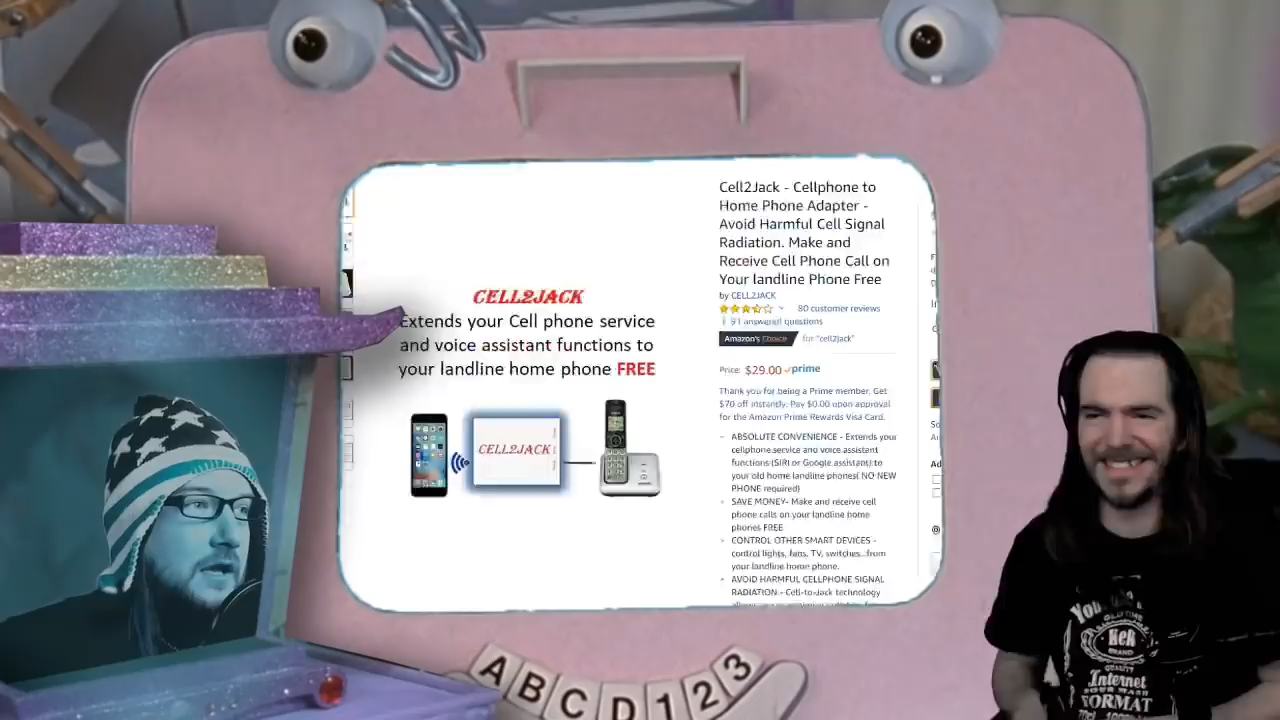 CELL2JACK
Extends your Cell phone service
and voice assistant functions to
your landline home phone FREE
CELL2JACK
Cell2Jack - Cellphone to
Home Phone Adapter -
Avoid Harmful Cell Signal
Radiation. Make and
Receive Cell Phone Call on
Your landline Phone Free
by CELL2JACK
80 customer reviews
91 answered questions
Amazon's Choice for "cell2jack"
Price: $29.00 prime
Thank you for being a Prime member. Get
$70 off instantly: Pay $0.00 upon approval
for the Amazon Prime Rewards Visa Card.
ABSOLUTE CONVENIENCE - Extends your
cellphone service and voice assistant
functions (SIRI or Google assistant) to
your old home landline phones( NO NEW
PHONE required)
SAVE MONEY- Make and receive cell
phone calls on your landline home
phones FREE
CONTROL OTHER SMART DEVICES -
control lights, fans, TV, switches...from
your landline home phone.
AVOID HARMFUL CELLPHONE SIGNAL
RADIATION - Cell-to-Jack technology
A B C D 1 2 3
HeK
BRAND
QUALITY
Internet
FORMAT